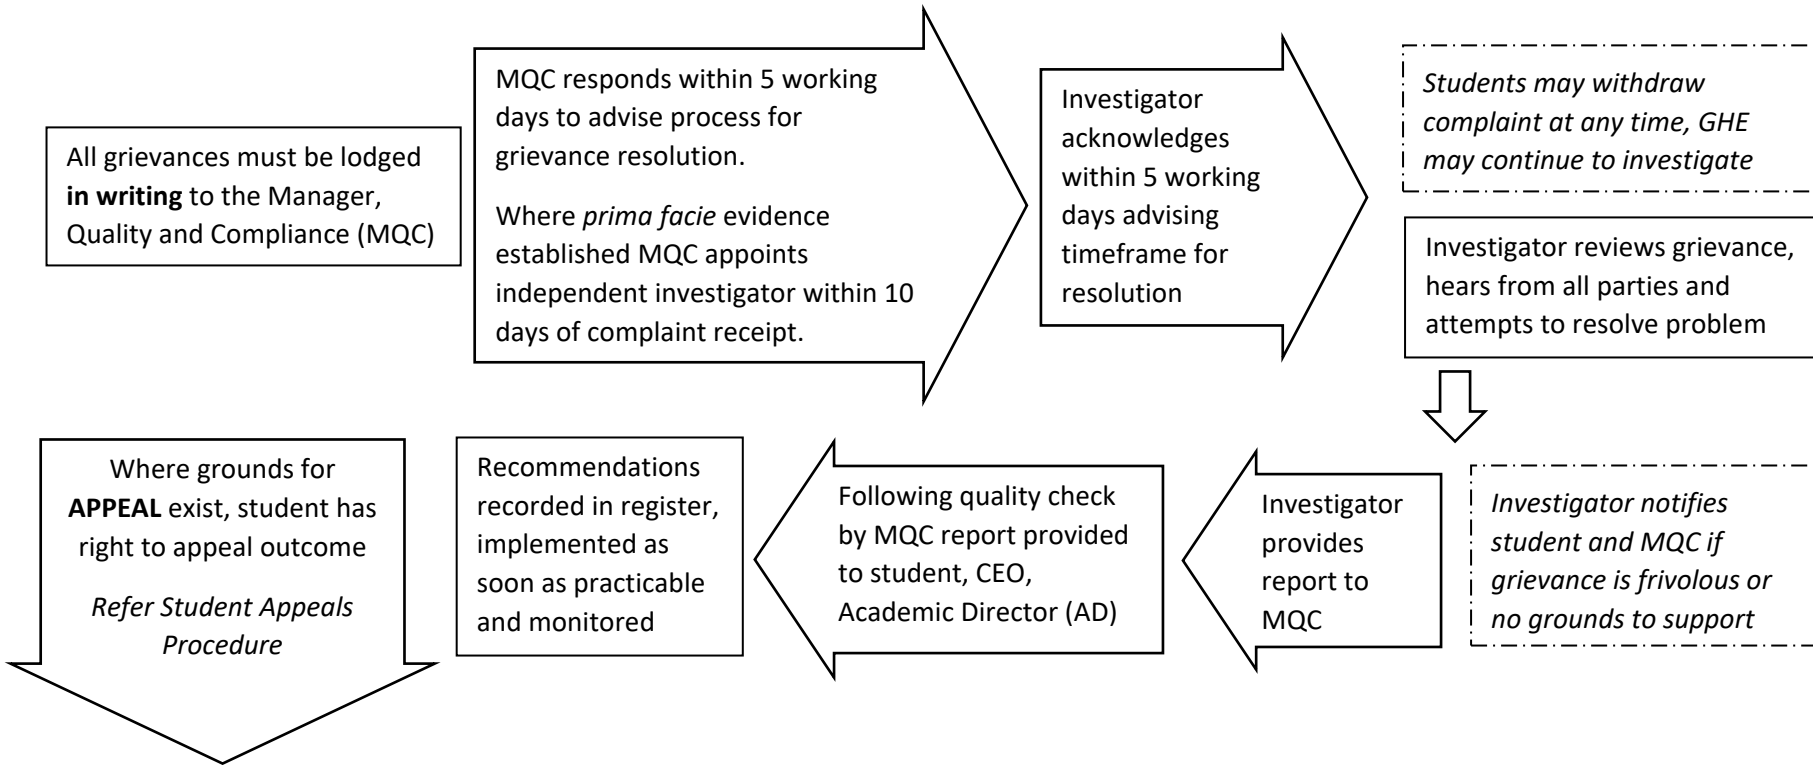 All grievances must be lodged
in writing to the Manager,
Quality and Compliance (MQC)
MQC responds within 5 working
days to advise process for
grievance resolution.
Where prima facie evidence
established MQC appoints
independent investigator within 10
days of complaint receipt.
Investigator
acknowledges
within 5 working
days advising
timeframe for
resolution
Students may withdraw
complaint at any time, GHE
may continue to investigate
Investigator reviews grievance,
hears from all parties and
attempts to resolve problem
Investigator notifies
student and MQC if
grievance is frivolous or
no grounds to support
Investigator
provides
report to
MQC
Following quality check
by MQC report provided
to student, CEO,
Academic Director (AD)
Recommendations
recorded in register,
implemented as
soon as practicable
and monitored
Where grounds for
APPEAL exist, student has
right to appeal outcome
Refer Student Appeals
Procedure